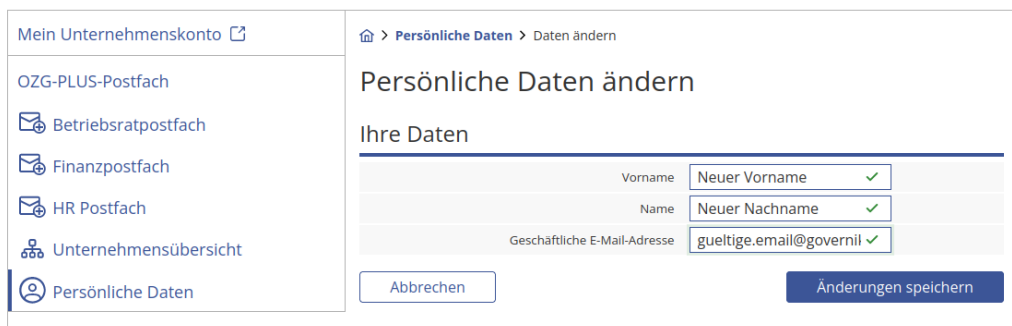 Mein Unternehmenskonto
OZG-PLUS-Postfach
Betriebsratpostfach
Finanzpostfach
HR Postfach
Unternehmensübersicht
Persönliche Daten
> Persönliche Daten > Daten ändern
Persönliche Daten ändern
Ihre Daten
Vorname Neuer Vorname
Name Neuer Nachname
Geschäftliche E-Mail-Adresse gueltige.email@governik
Abbrechen Änderungen speichern